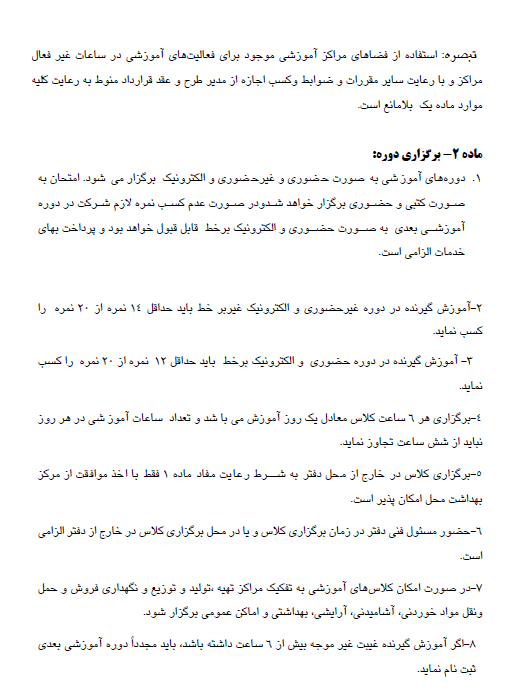 تبصره: استفاده از فضاهای مراکز آموزشی موجود برای فعالیت‌های آموزشی در ساعات غیر فعال
مراکز و با رعایت سایر مقررات و ضوابط وکسب اجازه از مدیر طرح و عقد قرارداد منوط به رعایت کلیه
موارد ماده یک بلامانع است.
ماده ۲– برگزاری دوره:
۱. دوره‌های آموزشی به صورت حضوری و غیرحضوری و الکترونیک برگزار می شود. امتحان به
صورت کتبی و حضوری برگزار خواهد شددر صورت عدم کسب نمره لازم شرکت در دوره
آموزشی بعدی به صورت حضوری و الکترونیک برخط قابل قبول خواهد بود و پرداخت بهای
خدمات الزامی است.
۲-آموزش گیرنده در دوره غیرحضوری و الکترونیک غیربر خط باید حداقل ۱۴ نمره از ۲۰ نمره را
کسب نماید.
۳- آموزش گیرنده در دوره حضوری و الکترونیک برخط باید حداقل ۱۲ نمره از ۲۰ نمره را کسب
نماید.
۴-برگزاری هر ۶ ساعت کلاس معادل یک روز آموزش می با شد و تعداد ساعات آموز شی در هر روز
نباید از شش ساعت تجاوز نماید.
۵-برگزاری کلاس در خارج از محل دفتر به شرط رعایت مفاد ماده ۱ فقط با اخذ موافقت از مرکز
بهداشت محل امکان پذیر است.
۶-حضور مسئول فنی دفتر در زمان برگزاری کلاس و یا در محل برگزاری کلاس در خارج از دفتر الزامی
است.
۷-در صورت امکان کلاس‌های آموزشی به تفکیک مراکز تهیه ،تولید و توزیع و نگهداری فروش و حمل
ونقل مواد خوردنی، آشامیدنی، آرایشی، بهداشتی و اماکن عمومی برگزار شود.
۸-اگر آموزش گیرنده غیبت غیر موجه بیش از ۶ ساعت داشته باشد، باید مجدداً دوره آموزشی بعدی
ثبت نام نماید.